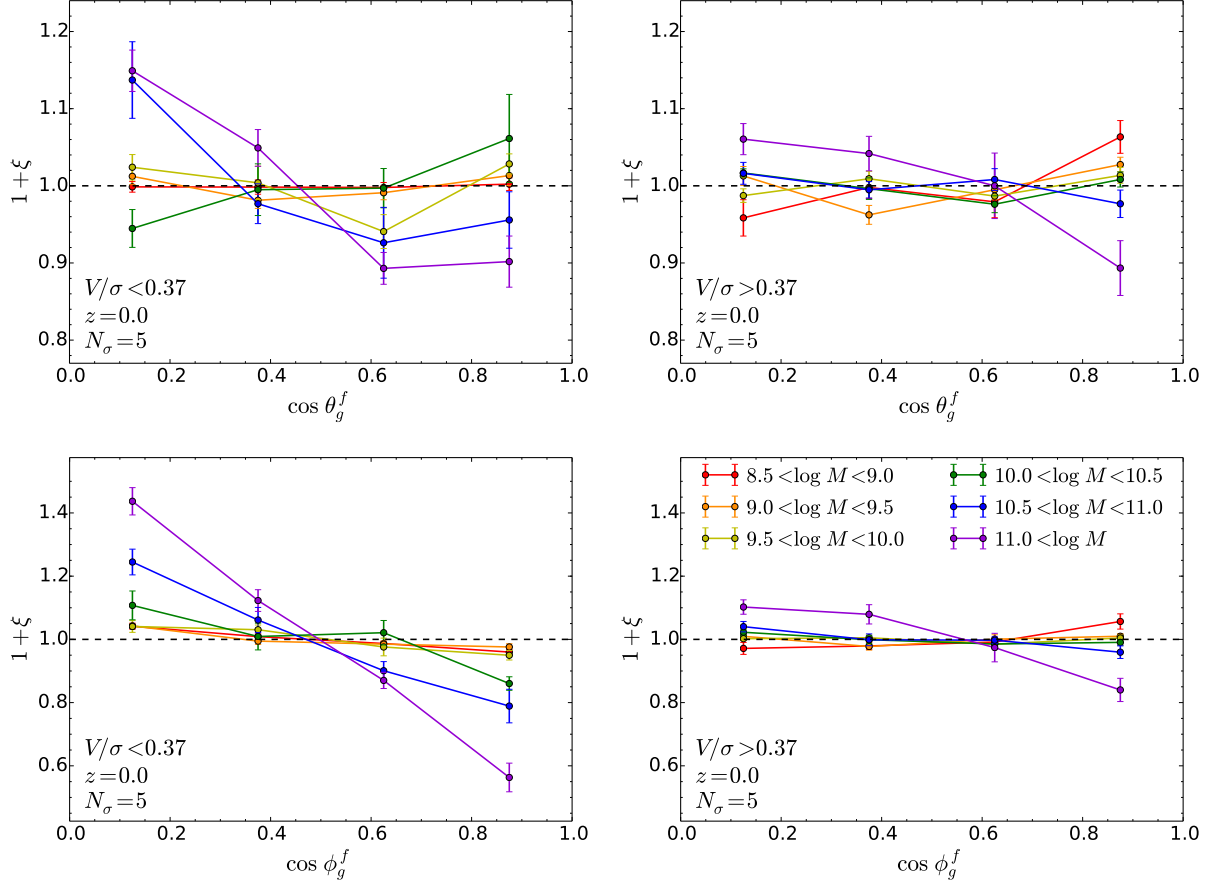 1.2
1.1
1.0
0.9
0.8
1 + ξ
V/σ < 0.37
z = 0.0
N_σ = 5
0.0 0.2 0.4 0.6 0.8 1.0
cos θ_g^f
1.2
1.1
1.0
0.9
0.8
1 + ξ
V/σ > 0.37
z = 0.0
N_σ = 5
0.0 0.2 0.4 0.6 0.8 1.0
cos θ_g^f
1.4
1.2
1.0
0.8
0.6
1 + ξ
V/σ < 0.37
z = 0.0
N_σ = 5
0.0 0.2 0.4 0.6 0.8 1.0
cos ϕ_g^f
8.5 < log M < 9.0
9.0 < log M < 9.5
9.5 < log M < 10.0
10.0 < log M < 10.5
10.5 < log M < 11.0
11.0 < log M
1.4
1.2
1.0
0.8
0.6
1 + ξ
V/σ > 0.37
z = 0.0
N_σ = 5
0.0 0.2 0.4 0.6 0.8 1.0
cos ϕ_g^f